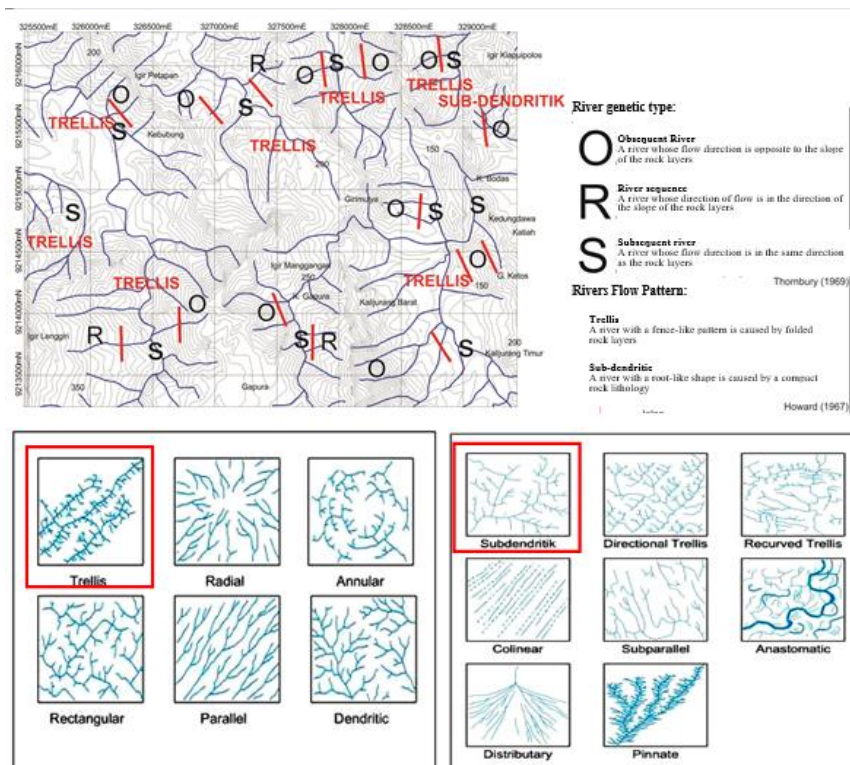 325500mE 326000mE 326500mE 327000mE 327500mE 328000mE 328500mE 329000mE
9216000mN
9215500mN
9215000mN
9214500mN
9214000mN
9213500mN
200
Igir Petapan
R
O
S
O
O
S
Igir Klapuipolos
TRELLIS
TRELLIS
SUB-DENDRITIK
O
O
TRELLIS
S
S
Kebubung
TRELLIS
150
O
200
K. Bodas
Girimulya
S
O
S
S
Kedungdawa
Kaliah
TRELLIS
Igir Manggangan
O
TRELLIS
250
TRELLIS
G. Ketos
150
O
K. Gapura
Kalijurang Barat
O
Igir Lenggin
R
S
S
R
S
200
Kalijurang Timur
O
350
Gapura
River genetic type:
O
Obsequent River
A river whose flow direction is opposite to the slope
of the rock layers
R
River sequence
A river whose direction of flow is in the direction of
the slope of the rock layers
S
Subsequent river
A river whose flow direction is in the same direction
as the rock layers
Thornbury (1969)
Rivers Flow Pattern:
Trellis
A river with a fence-like pattern is caused by folded
rock layers
Sub-dendritic
A river with a root-like shape is caused by a compact
rock lithology
Howard (1967)
Trellis
Radial
Annular
Rectangular
Parallel
Dendritic
Subdendritik
Directional Trellis
Recurved Trellis
Colinear
Subparallel
Anastomatic
Distributary
Pinnate